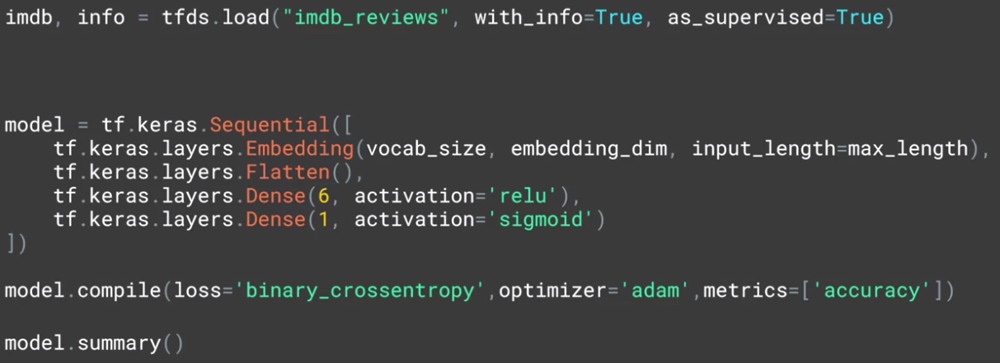 imdb, info = tfds.load("imdb_reviews", with_info=True, as_supervised=True)
model = tf.keras.Sequential([
    tf.keras.layers.Embedding(vocab_size, embedding_dim, input_length=max_length),
    tf.keras.layers.Flatten(),
    tf.keras.layers.Dense(6, activation='relu'),
    tf.keras.layers.Dense(1, activation='sigmoid')
])
model.compile(loss='binary_crossentropy',optimizer='adam',metrics=['accuracy'])
model.summary()